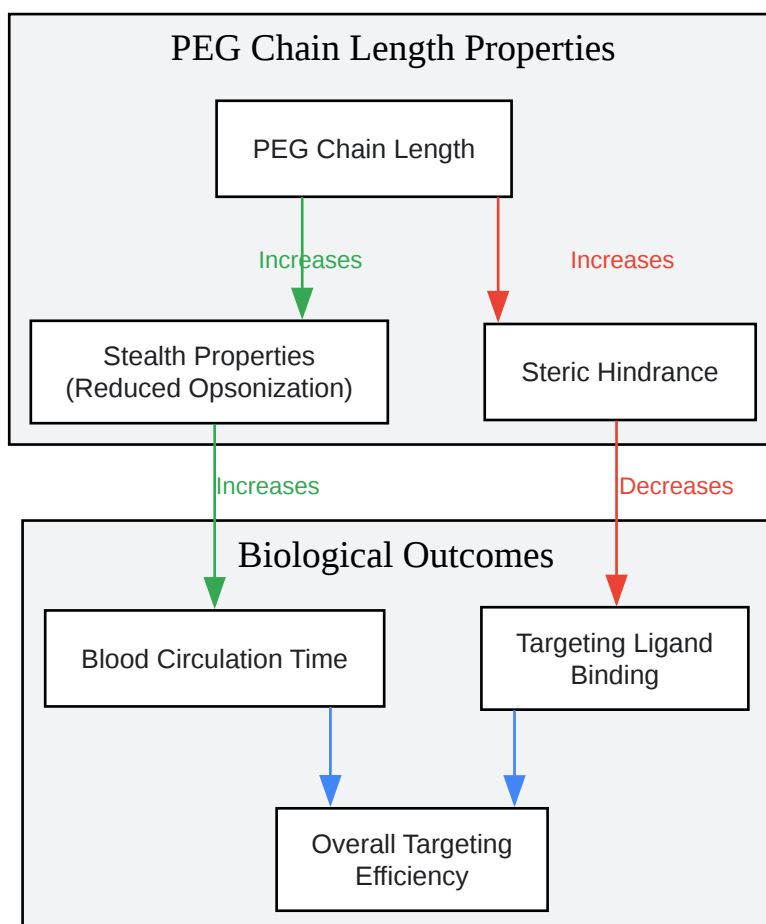 PEG Chain Length Properties
PEG Chain Length
Increases
Increases
Stealth Properties
(Reduced Opsonization)
Steric Hindrance
Increases
Decreases
Biological Outcomes
Blood Circulation Time
Targeting Ligand
Binding
Overall Targeting
Efficiency